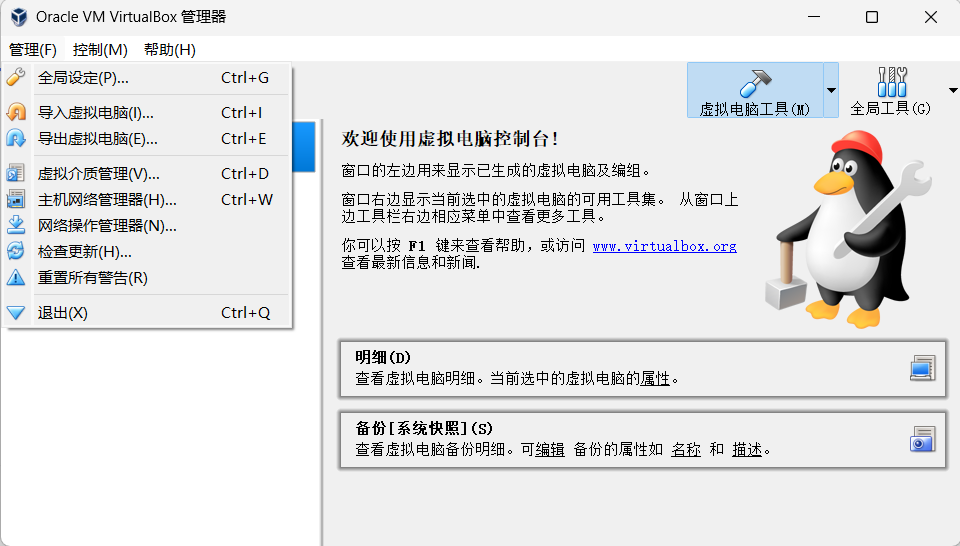 Oracle VM VirtualBox 管理器
管理(F) 控制(M) 帮助(H)
全局设定(P)... Ctrl+G
导入虚拟电脑(I)... Ctrl+I
导出虚拟电脑(E)... Ctrl+E
虚拟介质管理(V)... Ctrl+D
主机网络管理器(H)... Ctrl+W
网络操作管理器(N)...
检查更新(H)...
重置所有警告(R)
退出(X) Ctrl+Q
虚拟电脑工具(M) 全局工具(G)
欢迎使用虚拟电脑控制台!
窗口的左边用来显示已生成的虚拟电脑及编组。
窗口右边显示当前选中的虚拟电脑的可用工具集。 从窗口上
边工具栏右边相应菜单中查看更多工具。
你可以按 F1 键来查看帮助，或访问 www.virtualbox.org
查看最新信息和新闻.
明细(D)
查看虚拟电脑明细。当前选中的虚拟电脑的属性。
备份[系统快照](S)
查看虚拟电脑备份明细。可编辑 备份的属性如 名称 和 描述。